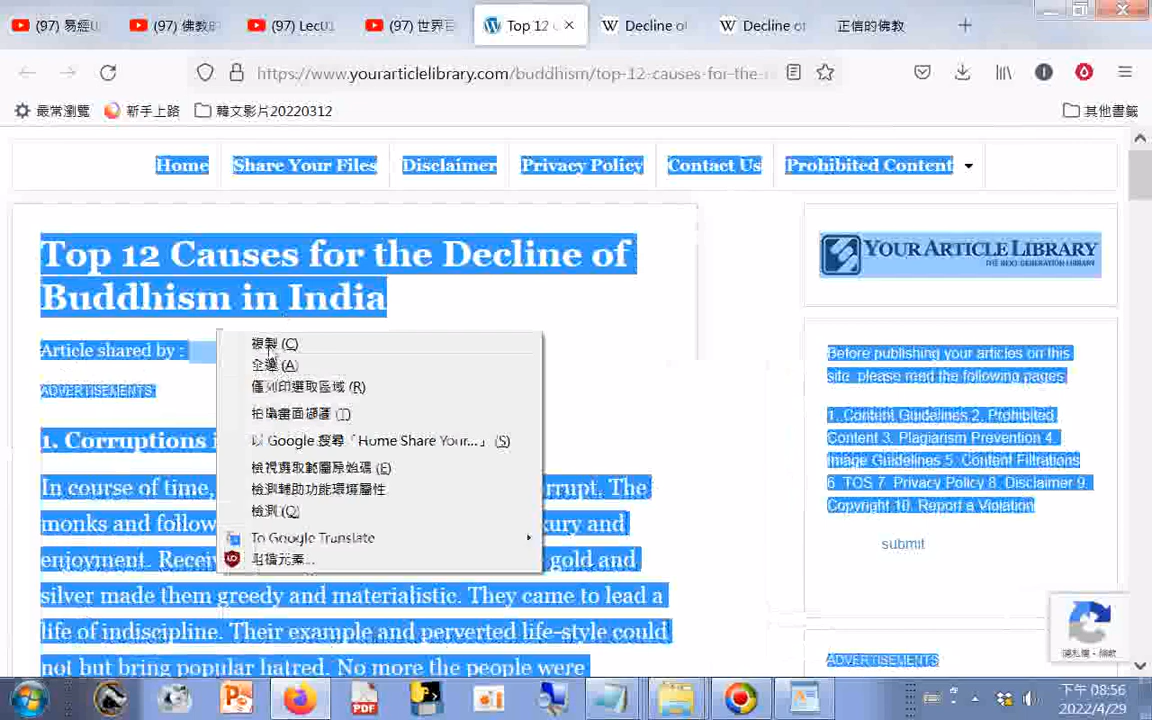 (97) 易經
(97) 佛教
(97) Lec01
(97) 世界
Top 12
Decline of
Decline of
正信的佛教
https://www.yourarticlelibrary.com/buddhism/top-12-causes-for-the-
最常瀏覽
新手上路
韓文影片20220312
其他書籤
Home
Share Your Files
Disclaimer
Privacy Policy
Contact Us
Prohibited Content
Top 12 Causes for the Decline of
Buddhism in India
Article shared by :
ADVERTISEMENTS:
1. Corruptions i
In course of time,
rrupt. The
monks and follow
xury and
enjoyment. Receiv
gold and
silver made them greedy and materialistic. They came to lead a
life of indiscipline. Their example and perverted life-style could
not but bring popular hatred. No more the people were
複製 (C)
全選 (A)
僅列印選取區域 (R)
拍攝畫面擷圖 (T)
以 Google 搜尋「Home Share Your...」 (S)
檢視選取範圍原始碼 (E)
檢測輔助功能環境屬性
檢測 (Q)
To Google Translate
阻擋元素...
YOUR ARTICLE LIBRARY
THE NEXT GENERATION LIBRARY
Before publishing your articles on this
site, please read the following pages:
1. Content Guidelines 2. Prohibited
Content 3. Plagiarism Prevention 4.
Image Guidelines 5. Content Filtrations
6. TOS 7. Privacy Policy 8. Disclaimer 9.
Copyright 10. Report a Violation
submit
隱私權 - 條款
ADVERTISEMENTS
下午 08:56
2022/4/29